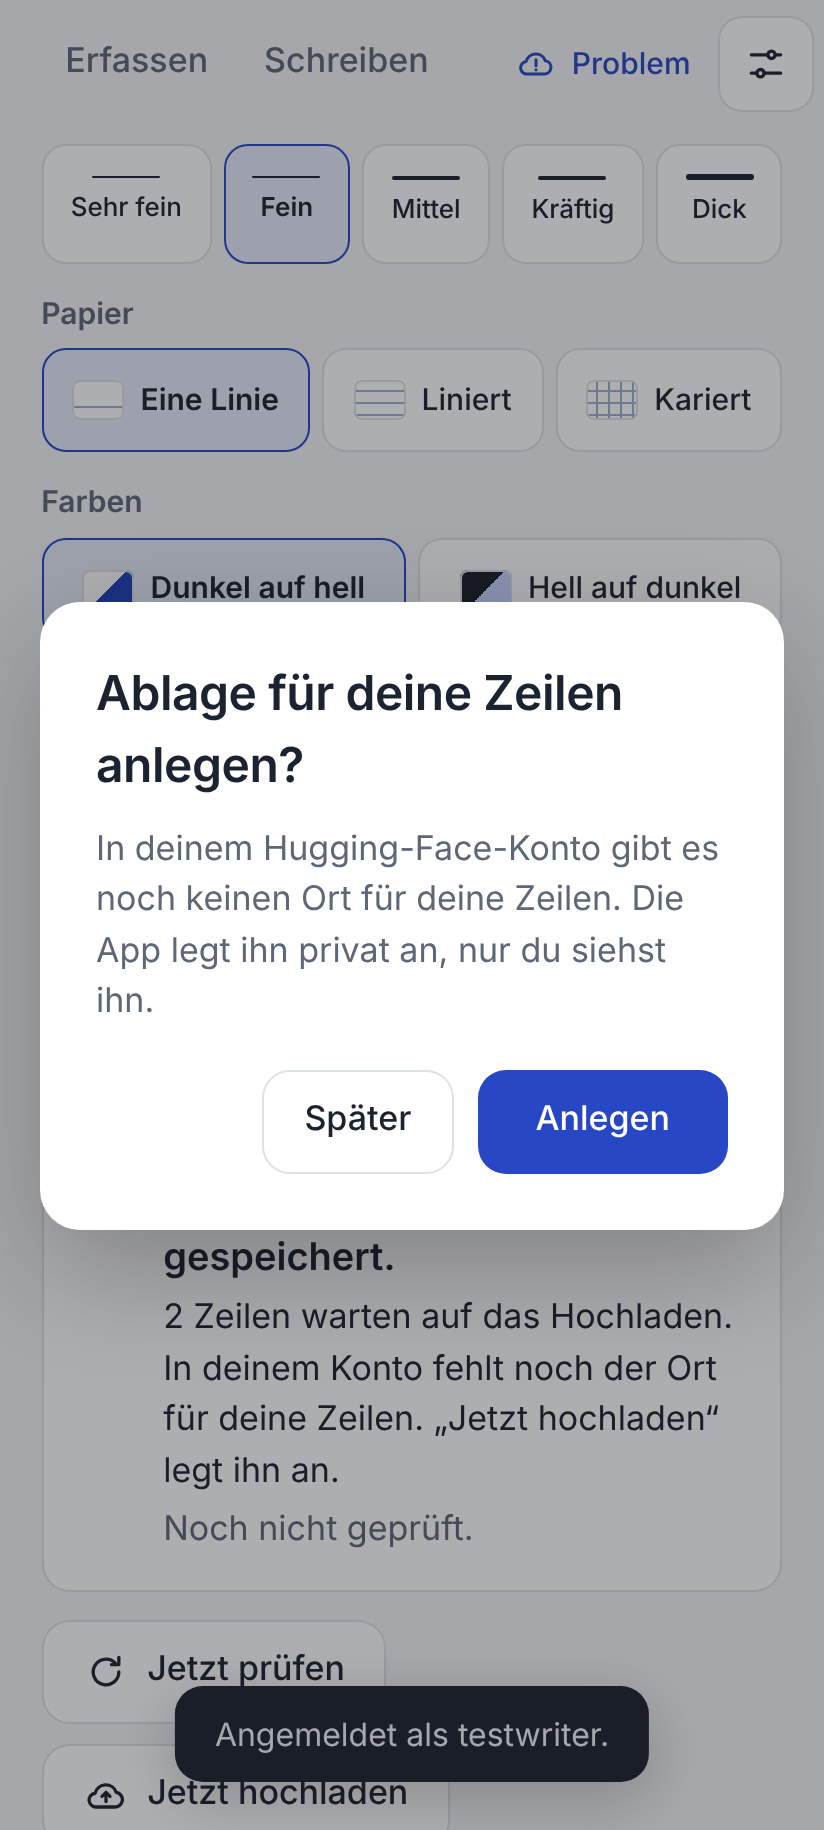 Erfassen Schreiben Problem
Sehr fein Fein Mittel Kräftig Dick
Papier
Eine Linie Liniert Kariert
Farben
Dunkel auf hell Hell auf dunkel
Ablage für deine Zeilen
anlegen?
In deinem Hugging-Face-Konto gibt es
noch keinen Ort für deine Zeilen. Die
App legt ihn privat an, nur du siehst
ihn.
Später Anlegen
gespeichert.
2 Zeilen warten auf das Hochladen.
In deinem Konto fehlt noch der Ort
für deine Zeilen. „Jetzt hochladen“
legt ihn an.
Noch nicht geprüft.
Jetzt prüfen
Angemeldet als testwriter.
Jetzt hochladen